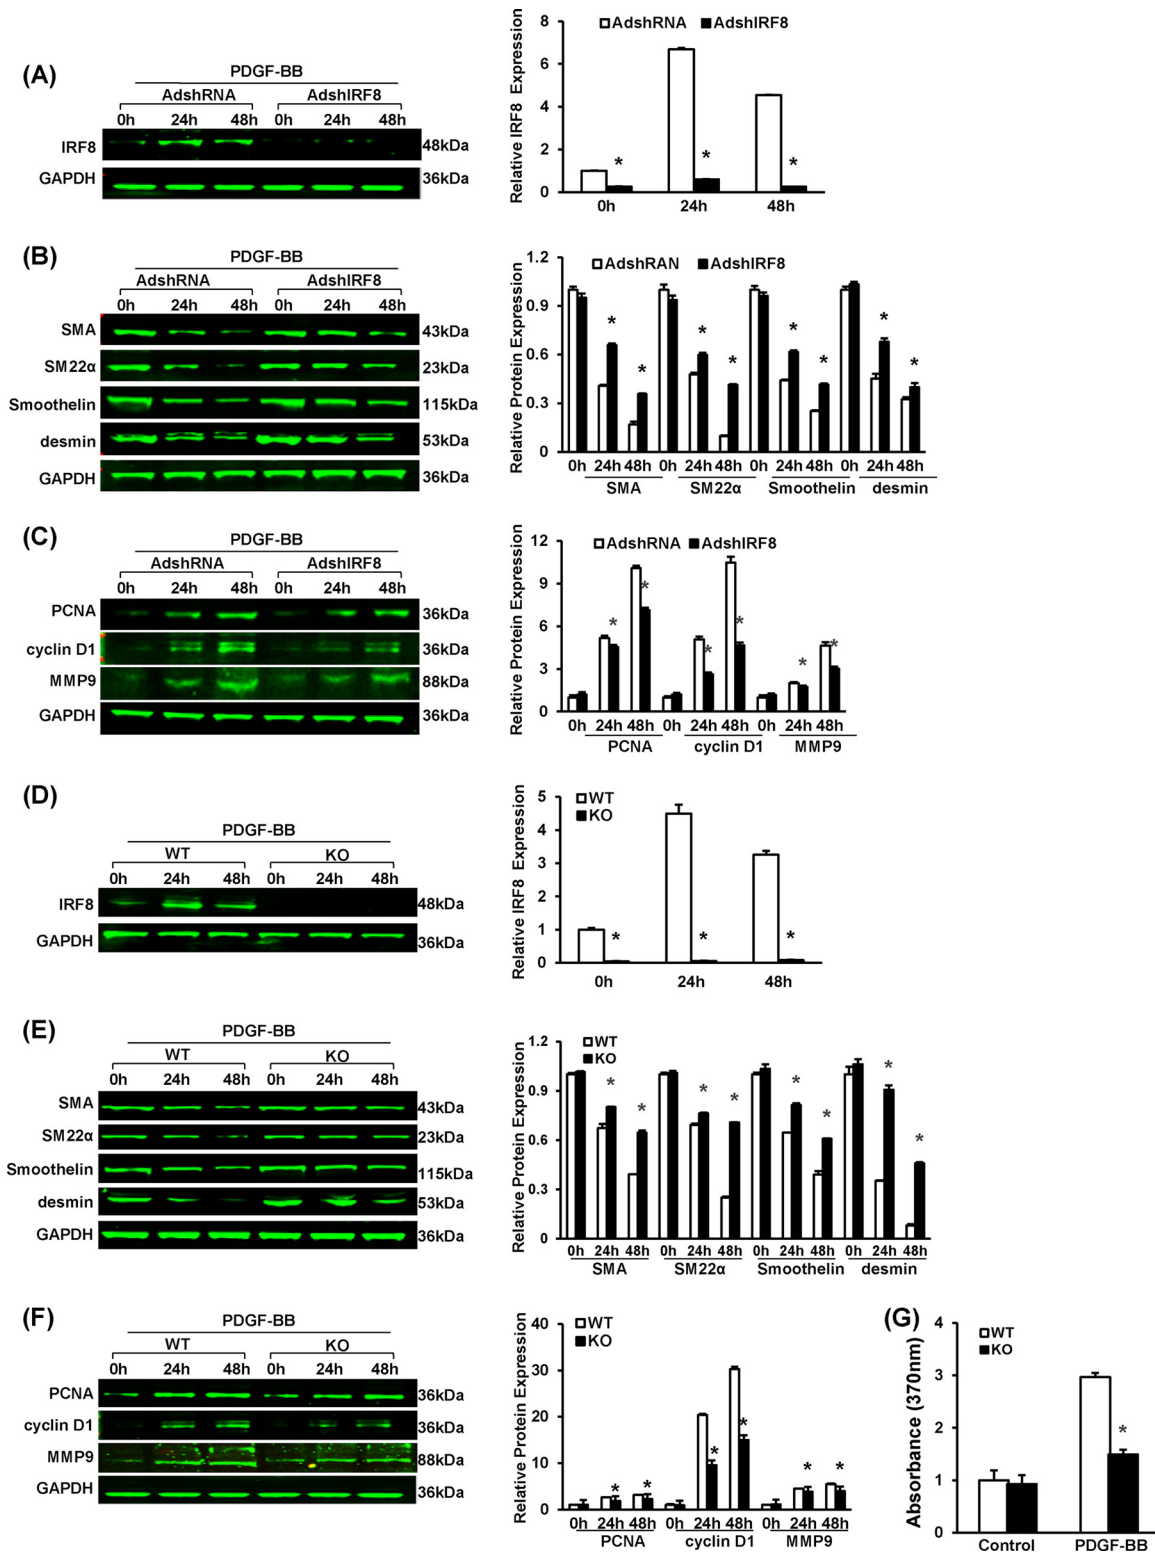 (A)
PDGF-BB
AdshRNA AdshIRF8
0h 24h 48h 0h 24h 48h
IRF8 48kDa
GAPDH 36kDa
AdshRNA AdshIRF8
Relative IRF8 Expression
8
6
4
2
0
* * *
0h 24h 48h
(B)
PDGF-BB
AdshRNA AdshIRF8
0h 24h 48h 0h 24h 48h
SMA 43kDa
SM22α 23kDa
Smoothelin 115kDa
desmin 53kDa
GAPDH 36kDa
AdshRAN AdshIRF8
Relative Protein Expression
1.2
0.9
0.6
0.3
0
* * * * * * * *
0h 24h 48h 0h 24h 48h 0h 24h 48h 0h 24h 48h
SMA SM22α Smoothelin desmin
(C)
PDGF-BB
AdshRNA AdshIRF8
0h 24h 48h 0h 24h 48h
PCNA 36kDa
cyclin D1 36kDa
MMP9 88kDa
GAPDH 36kDa
AdshRNA AdshIRF8
Relative Protein Expression
12
9
6
3
0
* * * * * *
0h 24h 48h 0h 24h 48h 0h 24h 48h
PCNA cyclin D1 MMP9
(D)
PDGF-BB
WT KO
0h 24h 48h 0h 24h 48h
IRF8 48kDa
GAPDH 36kDa
WT
KO
Relative IRF8 Expression
5
4
3
2
1
0
* * *
0h 24h 48h
(E)
PDGF-BB
WT KO
0h 24h 48h 0h 24h 48h
SMA 43kDa
SM22α 23kDa
Smoothelin 115kDa
desmin 53kDa
GAPDH 36kDa
WT
KO
Relative Protein Expression
1.2
0.9
0.6
0.3
0
* * * * * * * *
0h 24h 48h 0h 24h 48h 0h 24h 48h 0h 24h 48h
SMA SM22α Smoothelin desmin
(F)
PDGF-BB
WT KO
0h 24h 48h 0h 24h 48h
PCNA 36kDa
cyclin D1 36kDa
MMP9 88kDa
GAPDH 36kDa
WT
KO
Relative Protein Expression
40
30
20
10
0
* * * * * *
0h 24h 48h 0h 24h 48h 0h 24h 48h
PCNA cyclin D1 MMP9
(G)
WT
KO
Absorbance (370nm)
4
3
2
1
0
*
Control PDGF-BB